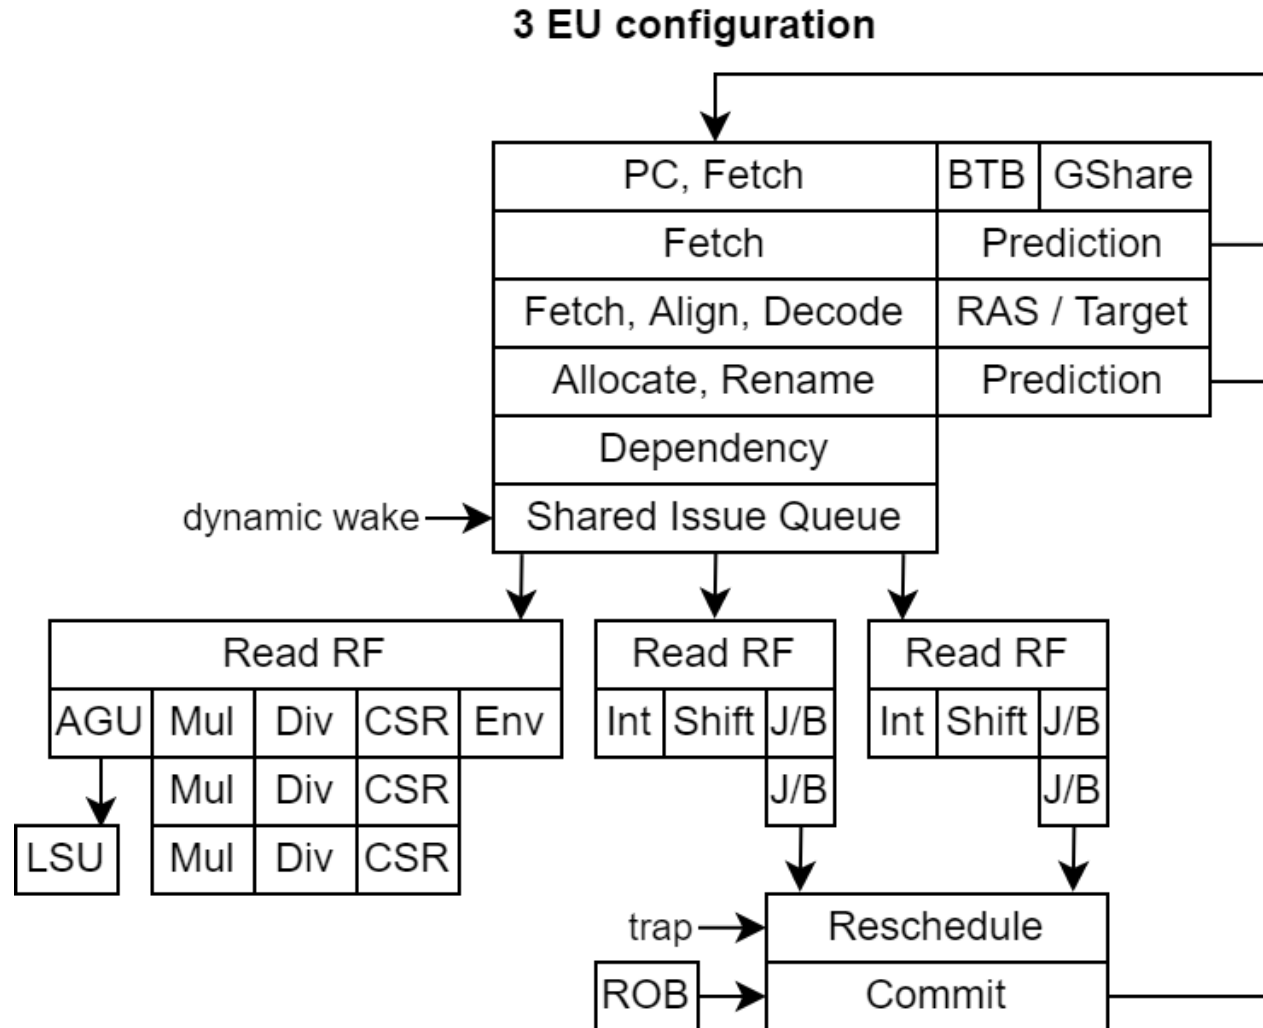 3 EU configuration
PC, Fetch BTB GShare
Fetch Prediction
Fetch, Align, Decode RAS / Target
Allocate, Rename Prediction
Dependency
dynamic wake Shared Issue Queue
Read RF Read RF Read RF
AGU Mul Div CSR Env Int Shift J/B Int Shift J/B
Mul Div CSR J/B J/B
LSU Mul Div CSR
trap Reschedule
ROB Commit